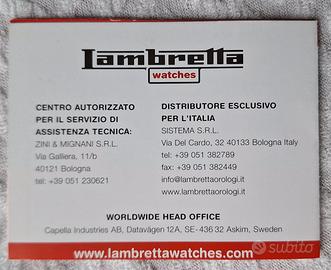 Lambretta
watches
CENTRO AUTORIZZATO
PER IL SERVIZIO DI
ASSISTENZA TECNICA:
ZINI & MIGNANI S.R.L.
Via Galliera, 11/b
40121 Bologna
tel: +39 051 230621
DISTRIBUTORE ESCLUSIVO
PER L'ITALIA
SISTEMA S.R.L.
Via Del Cardo, 32 40133 Bologna Italy
tel: +39 051 382789
fax: +39 051 382449
info@lambrettaorologi.it
www.lambrettaorologi.it
WORLDWIDE HEAD OFFICE
Capella Industries AB, Datavägen 12A, SE-436 32 Askim, Sweden
www.lambrettawatches.com
subito